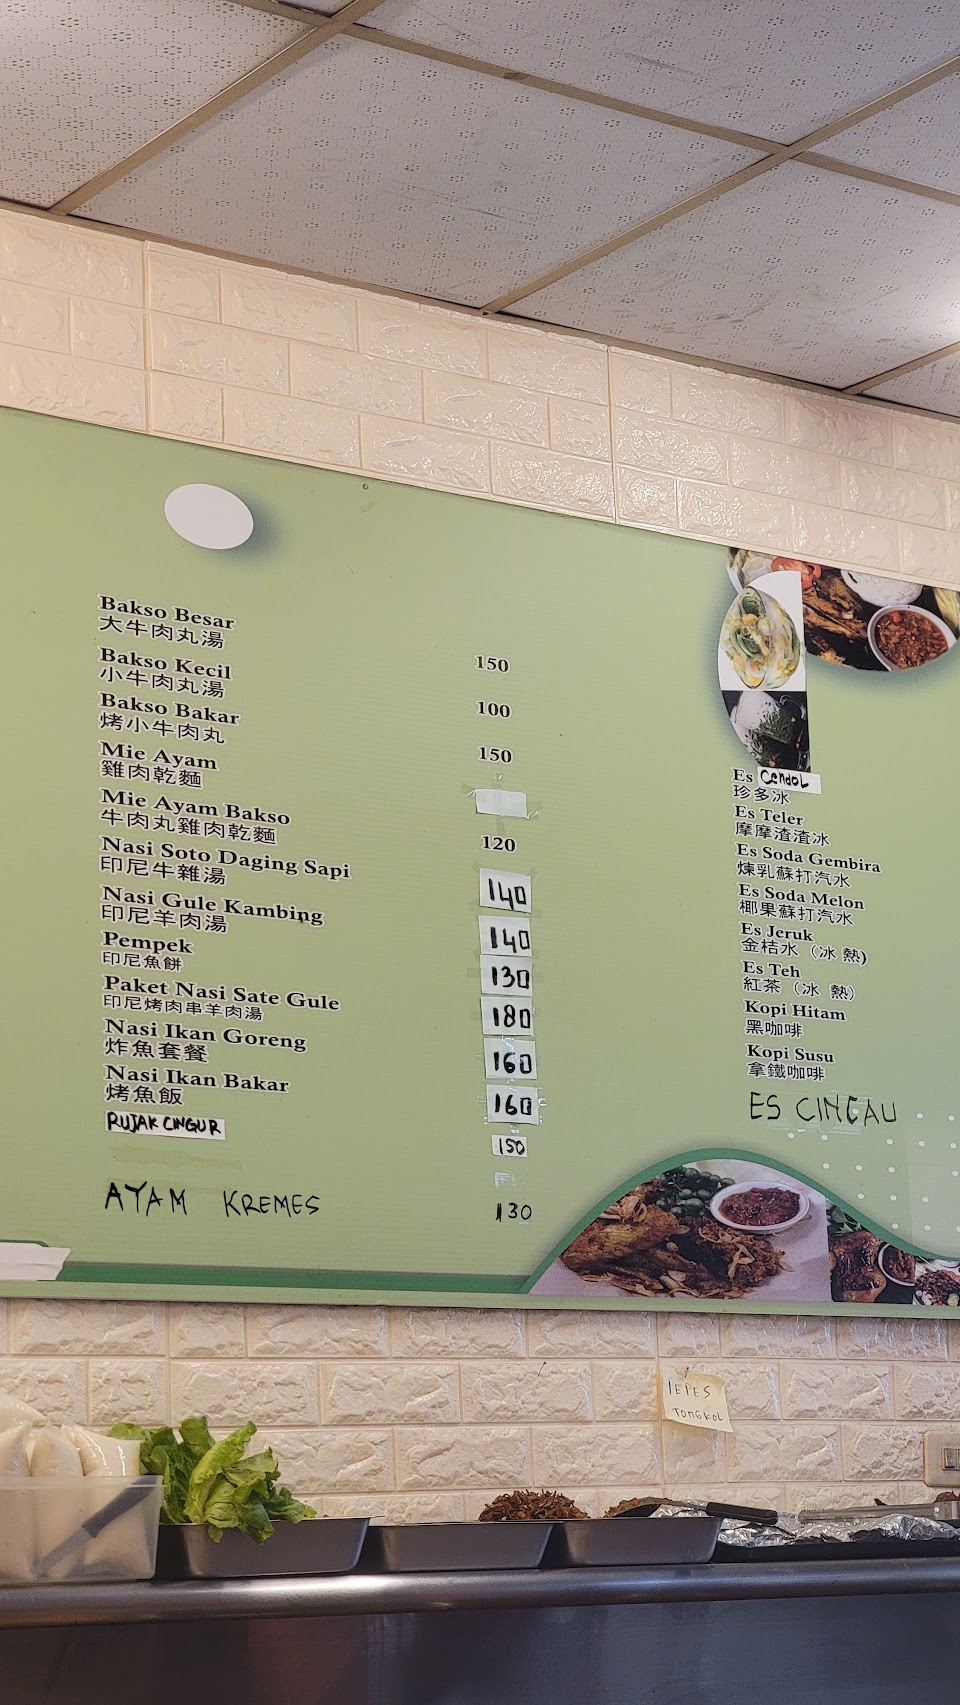 Bakso Besar
大牛肉丸湯
150
Bakso Kecil
小牛肉丸湯
100
Bakso Bakar
烤小牛肉丸
150
Mie Ayam
雞肉乾麵
Mie Ayam Bakso
牛肉丸雞肉乾麵
120
Nasi Soto Daging Sapi
印尼牛雜湯
140
Nasi Gule Kambing
印尼羊肉湯
140
Pempek
印尼魚餅
130
Paket Nasi Sate Gule
印尼烤肉串羊肉湯
180
Nasi Ikan Goreng
炸魚套餐
160
Nasi Ikan Bakar
烤魚飯
160
RUJAK CINGUR
150
AYAM KREMES
130
Es Cendol
珍多冰
Es Teler
摩摩渣渣冰
Es Soda Gembira
煉乳蘇打汽水
Es Soda Melon
椰果蘇打汽水
Es Jeruk
金桔水（冰 熱)
Es Teh
紅茶（冰 熱）
Kopi Hitam
黑咖啡
Kopi Susu
拿鐵咖啡
ES CINCAU
PEPES
TONGKOL